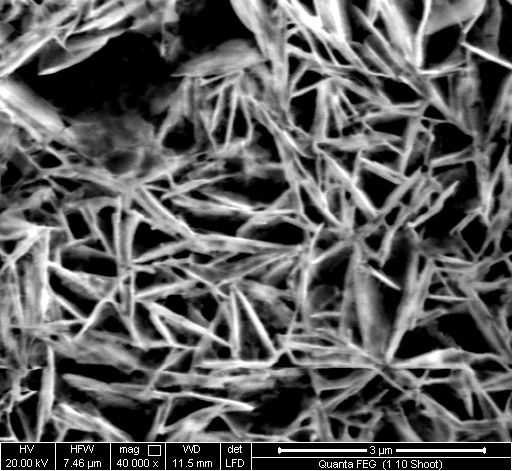 HV HFW mag WD det 3 µm
20.00 kV 7.46 µm 40 000 x 11.5 mm LFD Quanta FEG (1 10 Shoot)